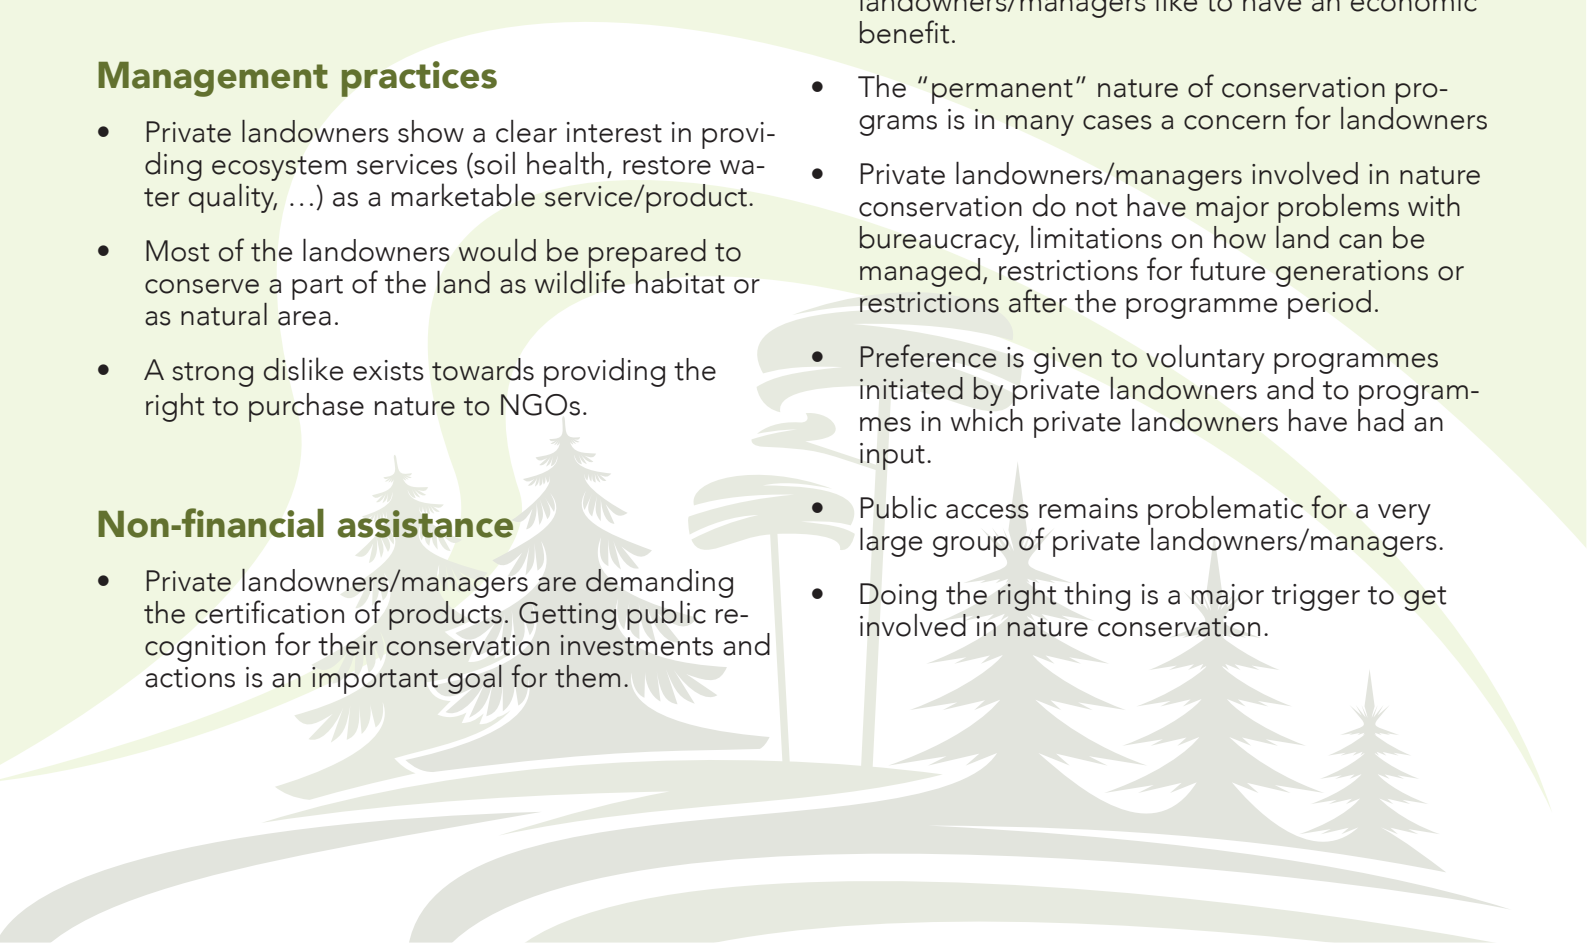 Management practices
• Private landowners show a clear interest in provi-
ding ecosystem services (soil health, restore wa-
ter quality, …) as a marketable service/product.
• Most of the landowners would be prepared to
conserve a part of the land as wildlife habitat or
as natural area.
• A strong dislike exists towards providing the
right to purchase nature to NGOs.
Non-financial assistance
• Private landowners/managers are demanding
the certification of products. Getting public re-
cognition for their conservation investments and
actions is an important goal for them.
landowners/managers like to have an economic
benefit.
• The “permanent” nature of conservation pro-
grams is in many cases a concern for landowners
• Private landowners/managers involved in nature
conservation do not have major problems with
bureaucracy, limitations on how land can be
managed, restrictions for future generations or
restrictions after the programme period.
• Preference is given to voluntary programmes
initiated by private landowners and to program-
mes in which private landowners have had an
input.
• Public access remains problematic for a very
large group of private landowners/managers.
• Doing the right thing is a major trigger to get
involved in nature conservation.